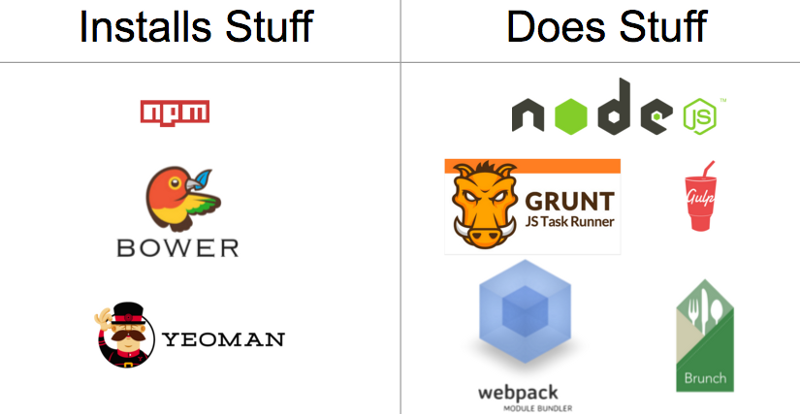 Installs Stuff
Does Stuff
npm
node
JS™
BOWER
GRUNT
JS Task Runner
Gulp
YEOMAN
webpack
MODULE BUNDLER
Brunch